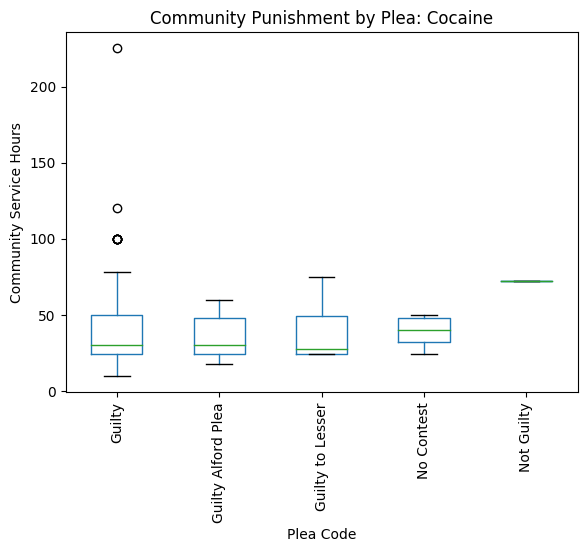 Community Punishment by Plea: Cocaine
Community Service Hours
200
150
100
50
0
Guilty
Guilty Alford Plea
Guilty to Lesser
No Contest
Not Guilty
Plea Code